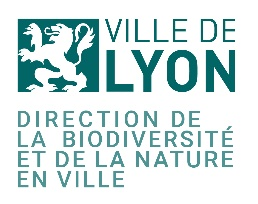 VILLE DE
LYON
DIRECTION DE
LA BIODIVERSITÉ
ET DE LA NATURE
EN VILLE